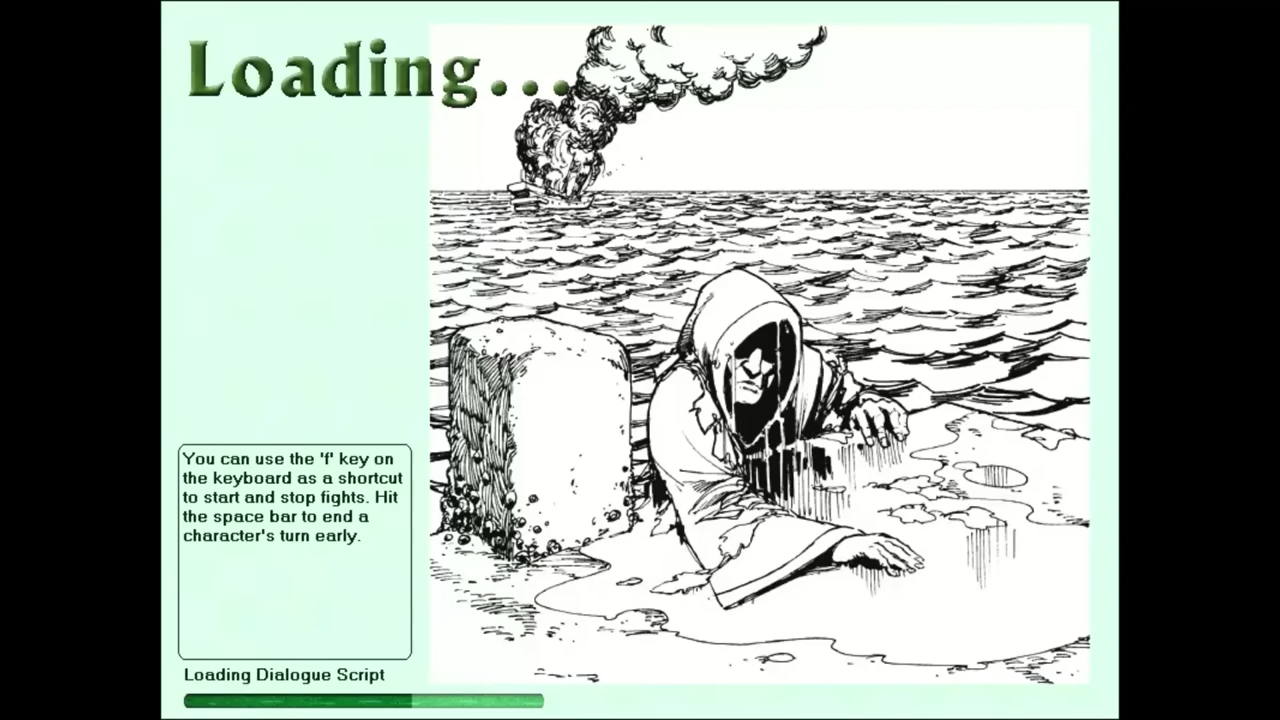 Loading...
You can use the 'f' key on
the keyboard as a shortcut
to start and stop fights. Hit
the space bar to end a
character's turn early.
Loading Dialogue Script